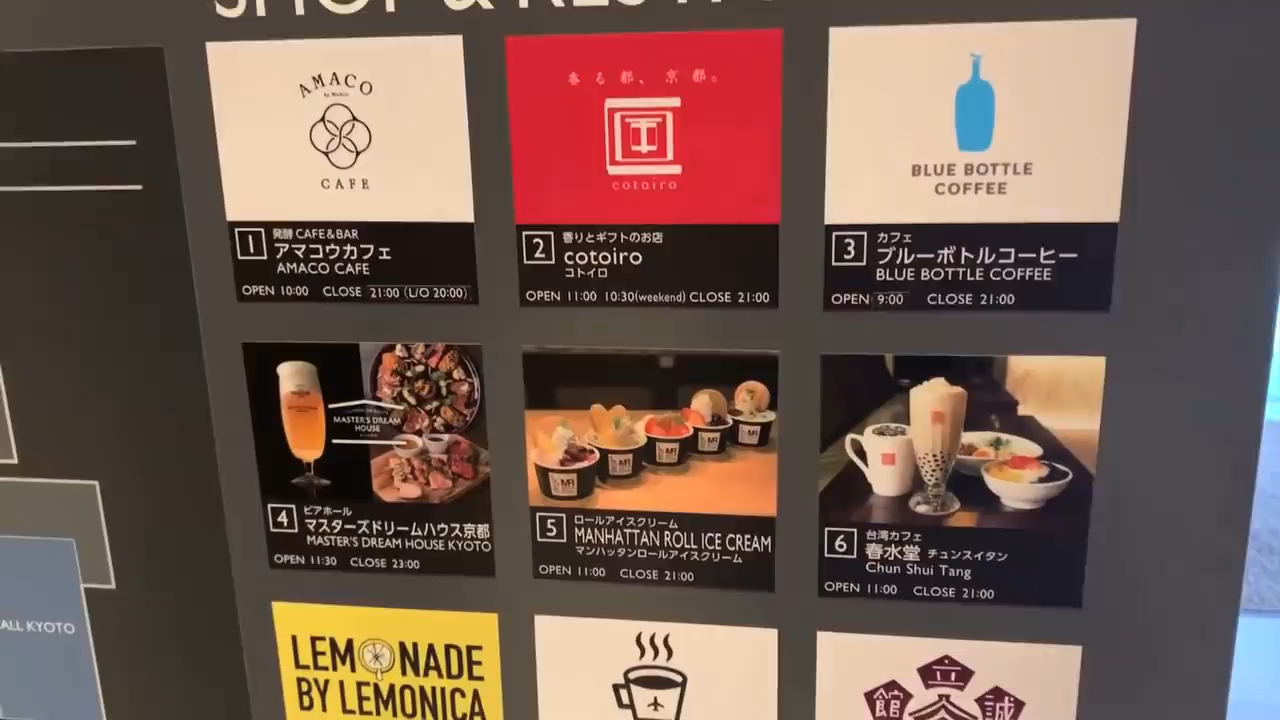 SHOP & REST
AMACO
CAFE
1
発酵 CAFE&BAR
アマコウカフェ
AMACO CAFE
OPEN 10:00 CLOSE 21:00 (L/O 20:00)
香る都、京都。
cotoiro
2
香りとギフトのお店
cotoiro
コトイロ
OPEN 11:00 10:30(weekend) CLOSE 21:00
BLUE BOTTLE
COFFEE
3
カフェ
ブルーボトルコーヒー
BLUE BOTTLE COFFEE
OPEN 9:00 CLOSE 21:00
MASTER'S DREAM
HOUSE
4
ビアホール
マスターズドリームハウス京都
MASTER'S DREAM HOUSE KYOTO
OPEN 11:30 CLOSE 23:00
5
ロールアイスクリーム
MANHATTAN ROLL ICE CREAM
マンハッタンロールアイスクリーム
OPEN 11:00 CLOSE 21:00
6
台湾カフェ
春水堂 チュンスイタン
Chun Shui Tang
OPEN 11:00 CLOSE 21:00
ALL KYOTO
LEMONADE
BY LEMONICA
立
館 誠